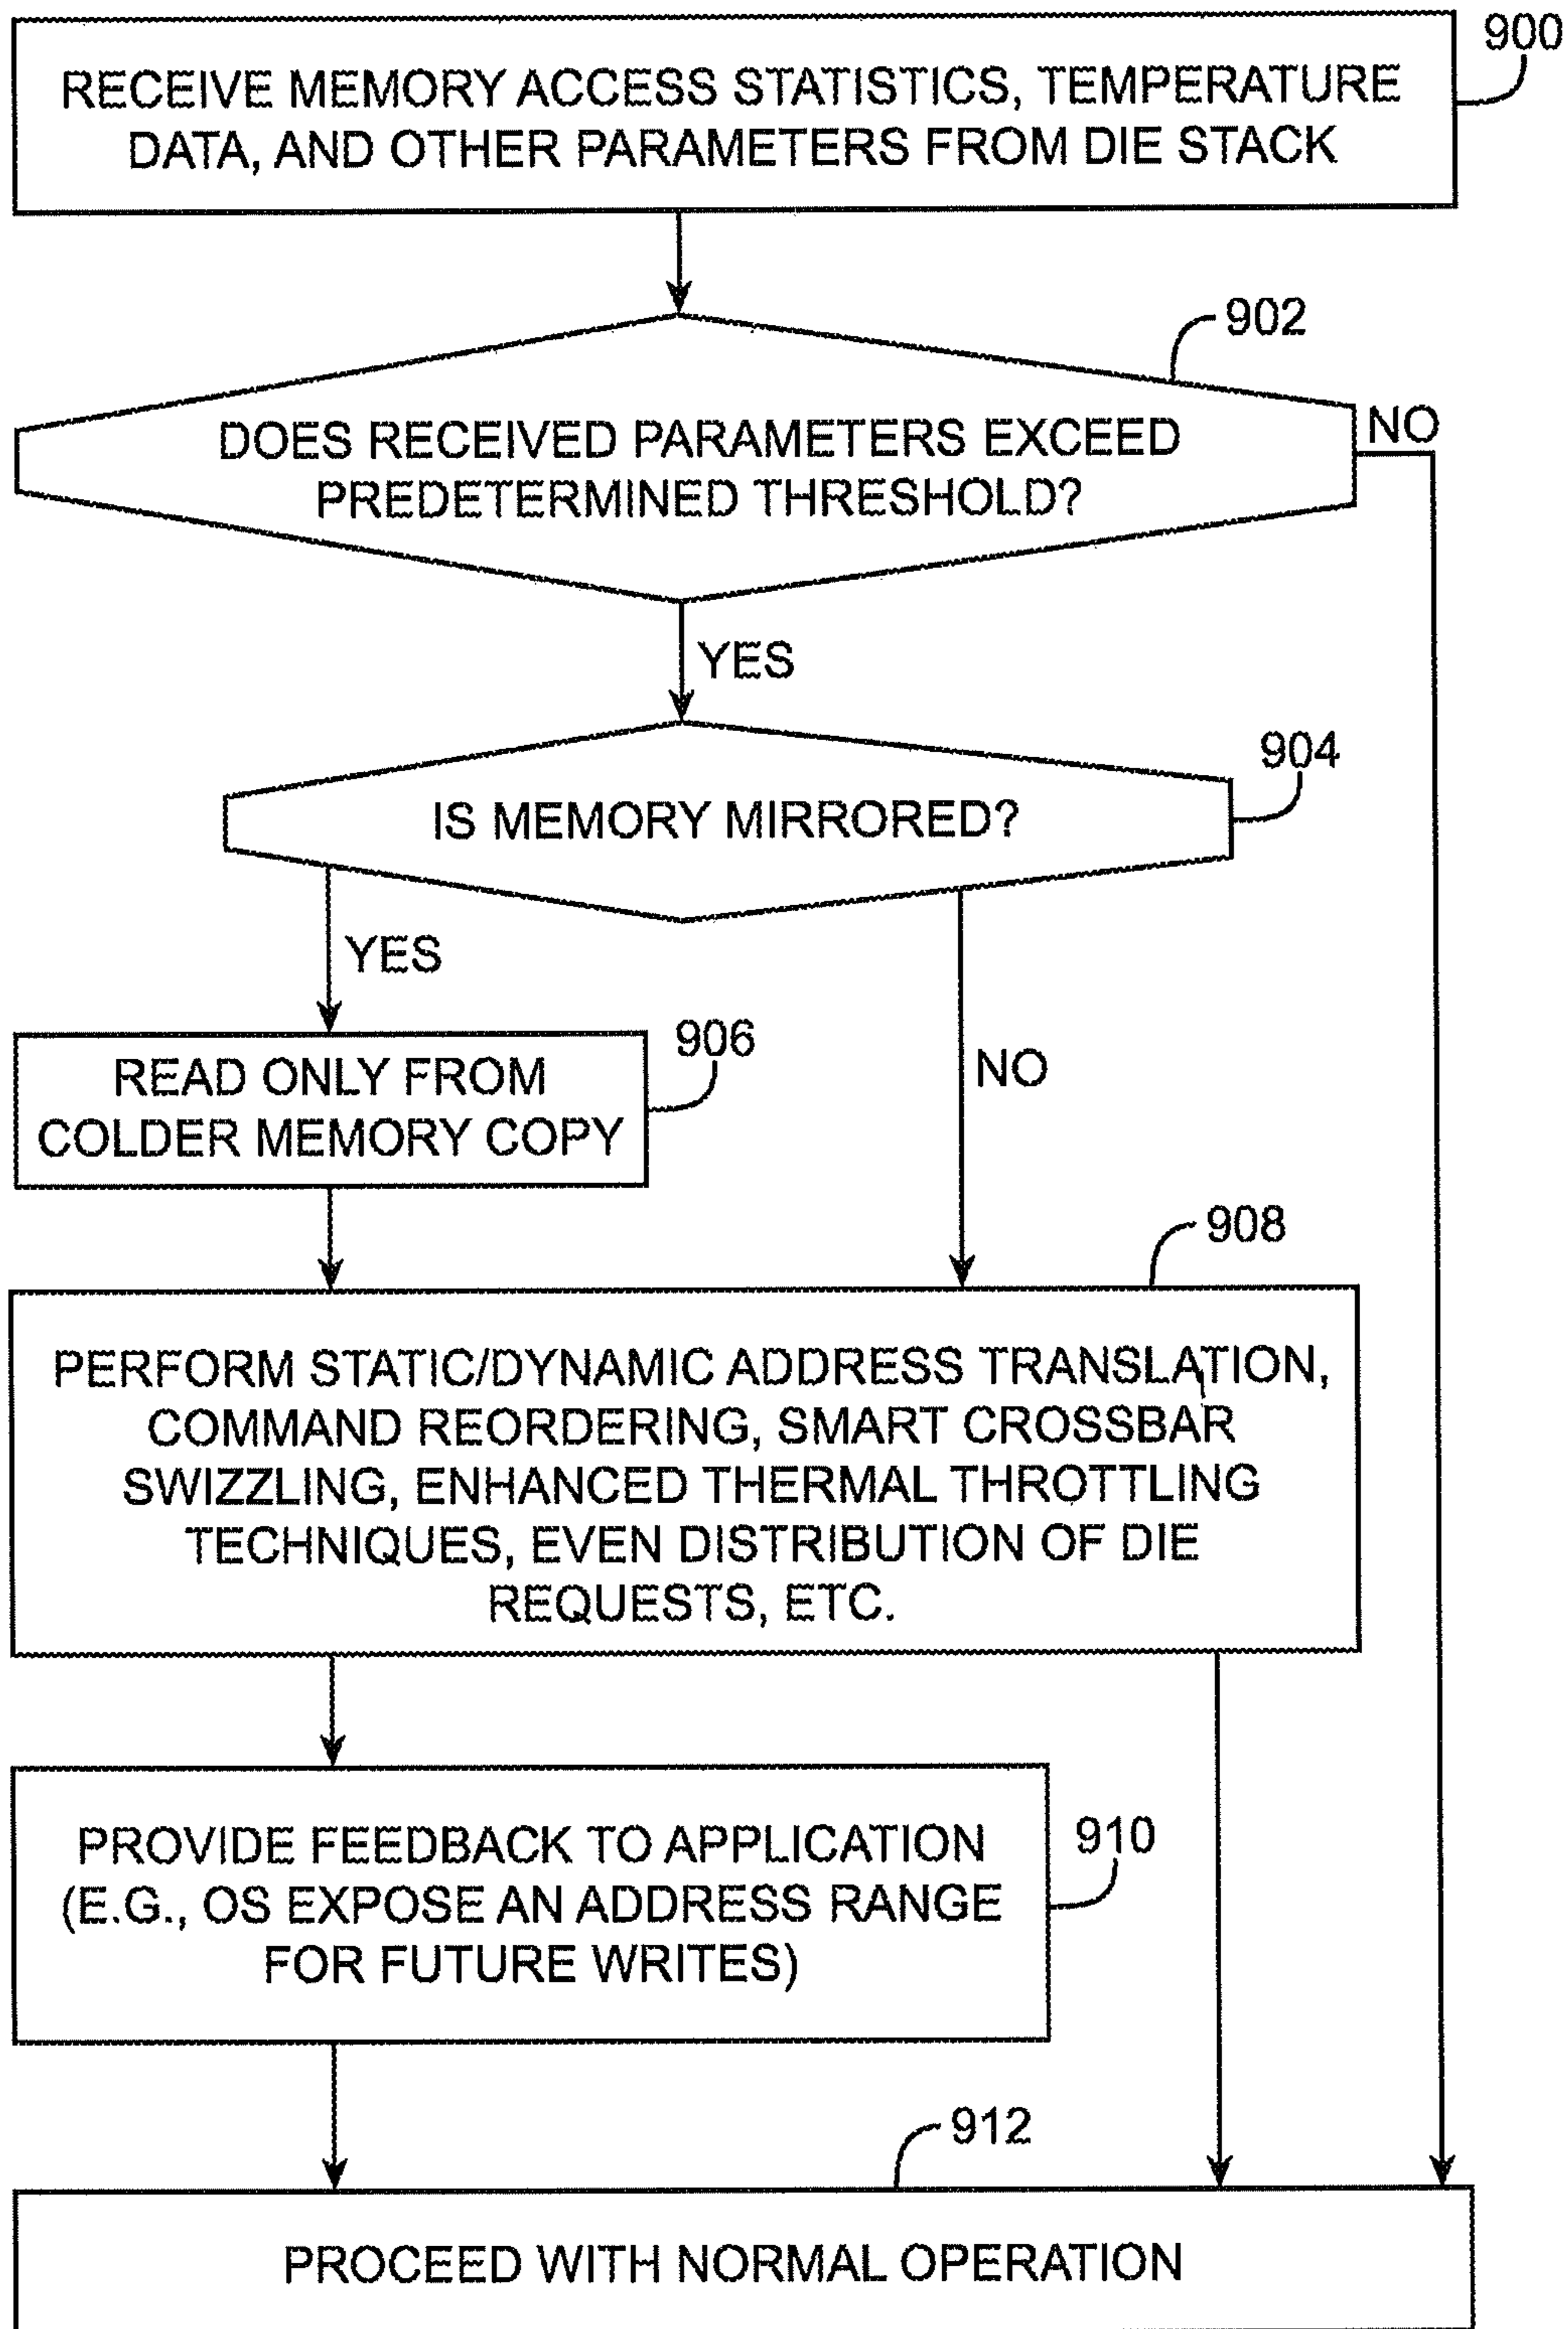 900
RECEIVE MEMORY ACCESS STATISTICS, TEMPERATURE
DATA, AND OTHER PARAMETERS FROM DIE STACK
902
DOES RECEIVED PARAMETERS EXCEED
PREDETERMINED THRESHOLD?
NO
YES
904
IS MEMORY MIRRORED?
YES
NO
906
READ ONLY FROM
COLDER MEMORY COPY
908
PERFORM STATIC/DYNAMIC ADDRESS TRANSLATION,
COMMAND REORDERING, SMART CROSSBAR
SWIZZLING, ENHANCED THERMAL THROTTLING
TECHNIQUES, EVEN DISTRIBUTION OF DIE
REQUESTS, ETC.
910
PROVIDE FEEDBACK TO APPLICATION
(E.G., OS EXPOSE AN ADDRESS RANGE
FOR FUTURE WRITES)
912
PROCEED WITH NORMAL OPERATION